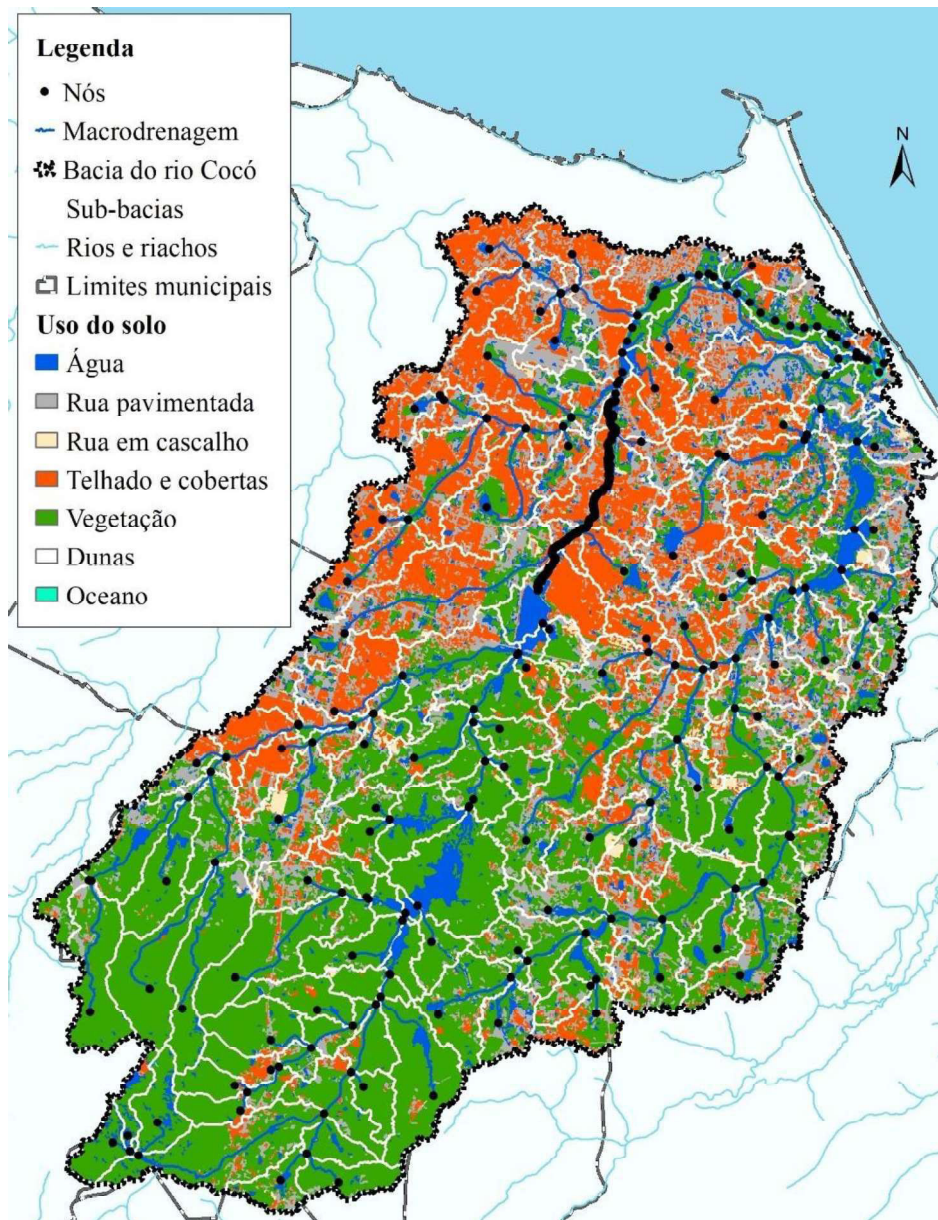 Legenda
Nós
Macrodrenagem
Bacia do rio Cocó
Sub-bacias
Rios e riachos
Limites municipais
Uso do solo
Água
Rua pavimentada
Rua em cascalho
Telhado e cobertas
Vegetação
Dunas
Oceano
N